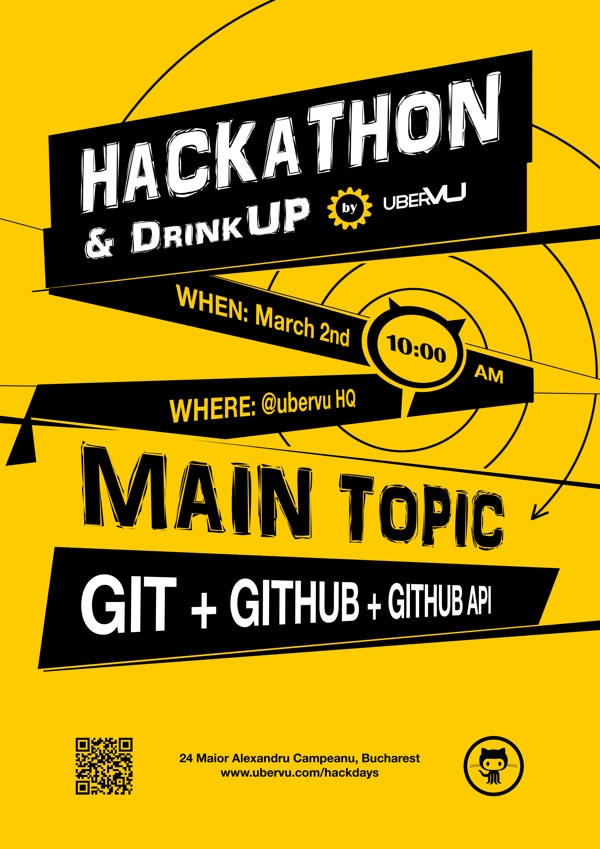 HACKATHON
& DRINKUP by UBERVU
WHEN: March 2nd 10:00 AM
WHERE: @ubervu HQ
MAIN TOPIC
GIT + GITHUB + GITHUB API
24 Maior Alexandru Campeanu, Bucharest
www.ubervu.com/hackdays